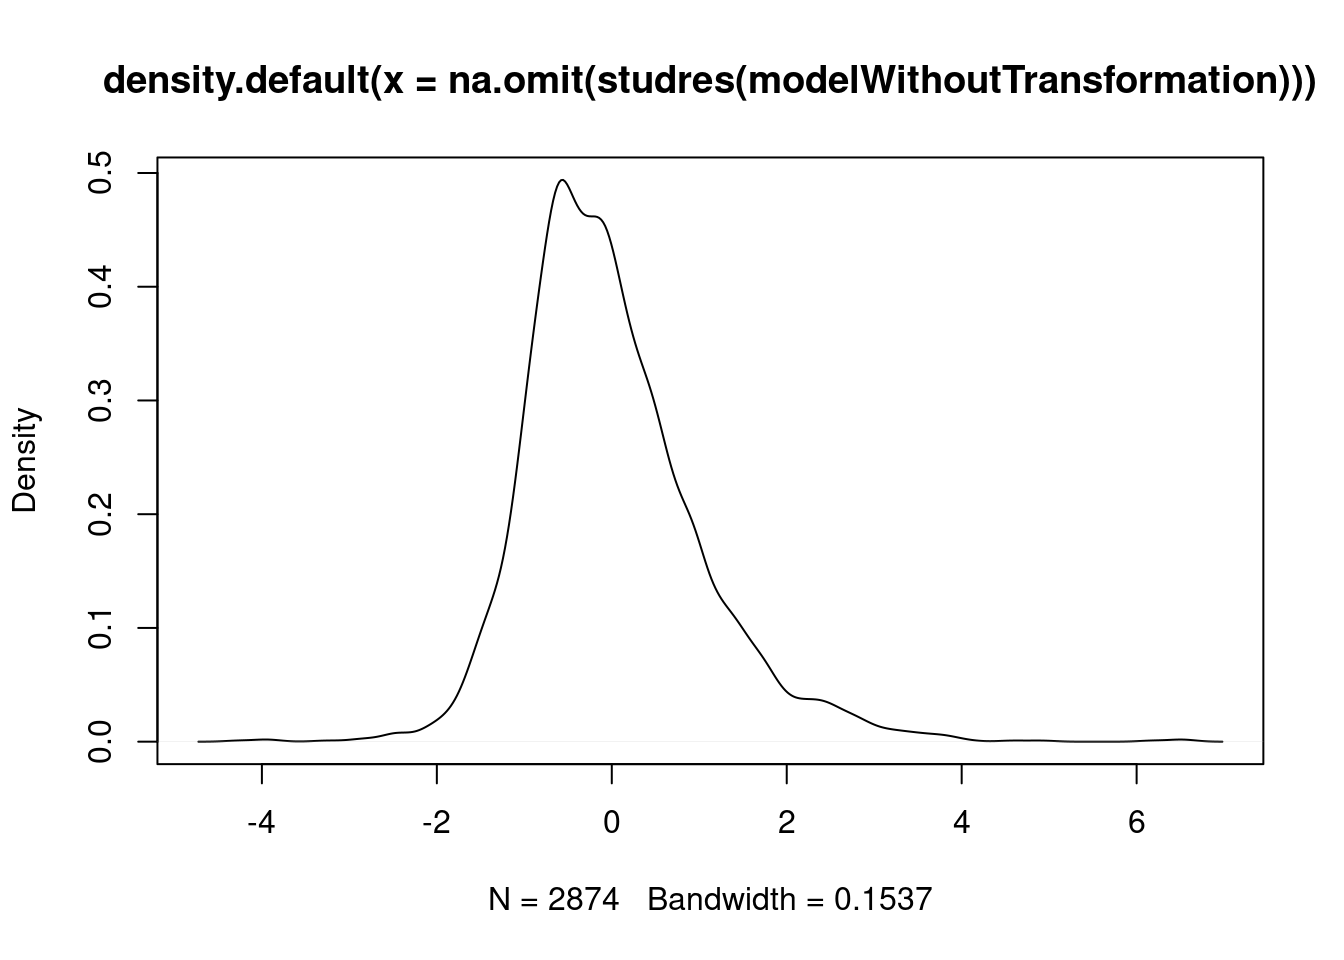 density.default(x = na.omit(studres(modelWithoutTransformation)))
Density
0.5
0.4
0.3
0.2
0.1
0.0
-4 -2 0 2 4 6
N = 2874 Bandwidth = 0.1537